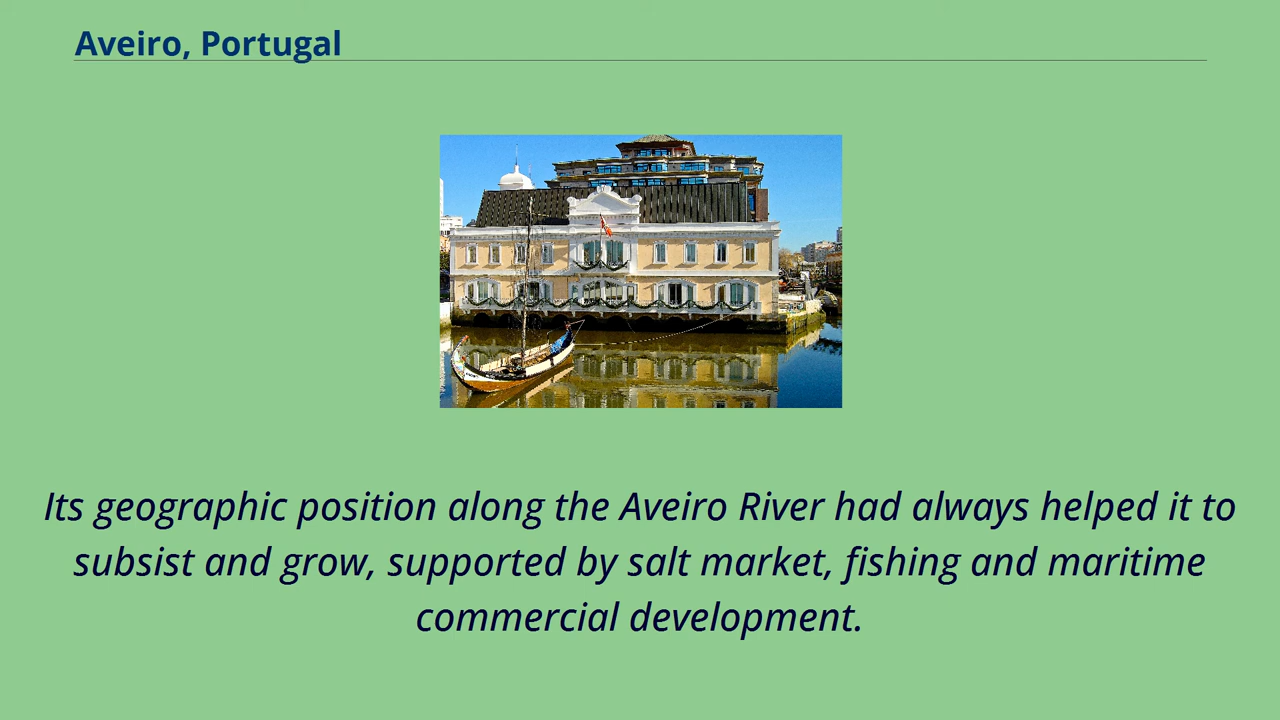 Aveiro, Portugal
Its geographic position along the Aveiro River had always helped it to
subsist and grow, supported by salt market, fishing and maritime
commercial development.